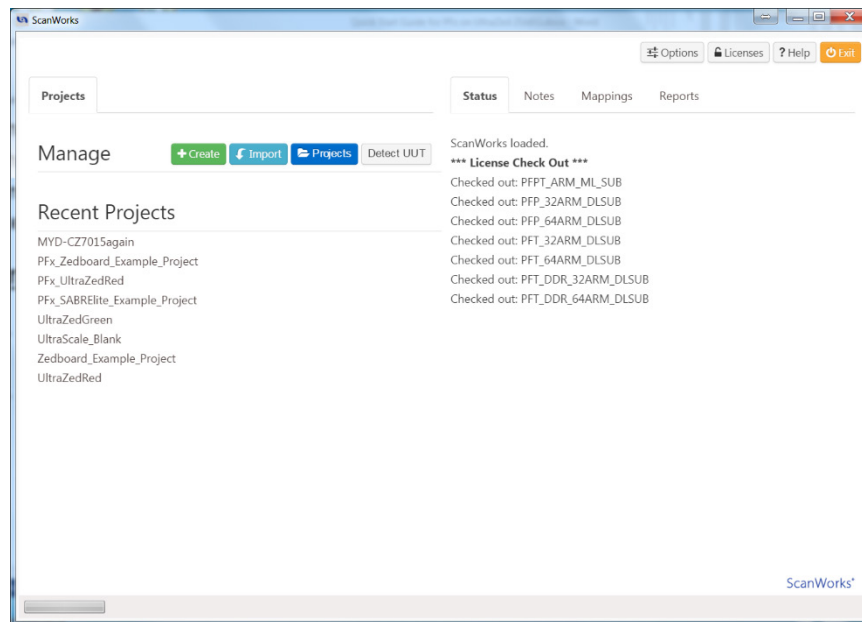 ScanWorks
Options Licenses ? Help Exit
Projects
Status Notes Mappings Reports
Manage
Create Import Projects Detect UUT
Recent Projects
MYD-CZ7015again
PFx_Zedboard_Example_Project
PFx_UltraZedRed
PFx_SABRElite_Example_Project
UltraZedGreen
UltraScale_Blank
Zedboard_Example_Project
UltraZedRed
ScanWorks loaded.
*** License Check Out ***
Checked out: PFPT_ARM_ML_SUB
Checked out: PFP_32ARM_DLSUB
Checked out: PFP_64ARM_DLSUB
Checked out: PFT_32ARM_DLSUB
Checked out: PFT_64ARM_DLSUB
Checked out: PFT_DDR_32ARM_DLSUB
Checked out: PFT_DDR_64ARM_DLSUB
ScanWorks